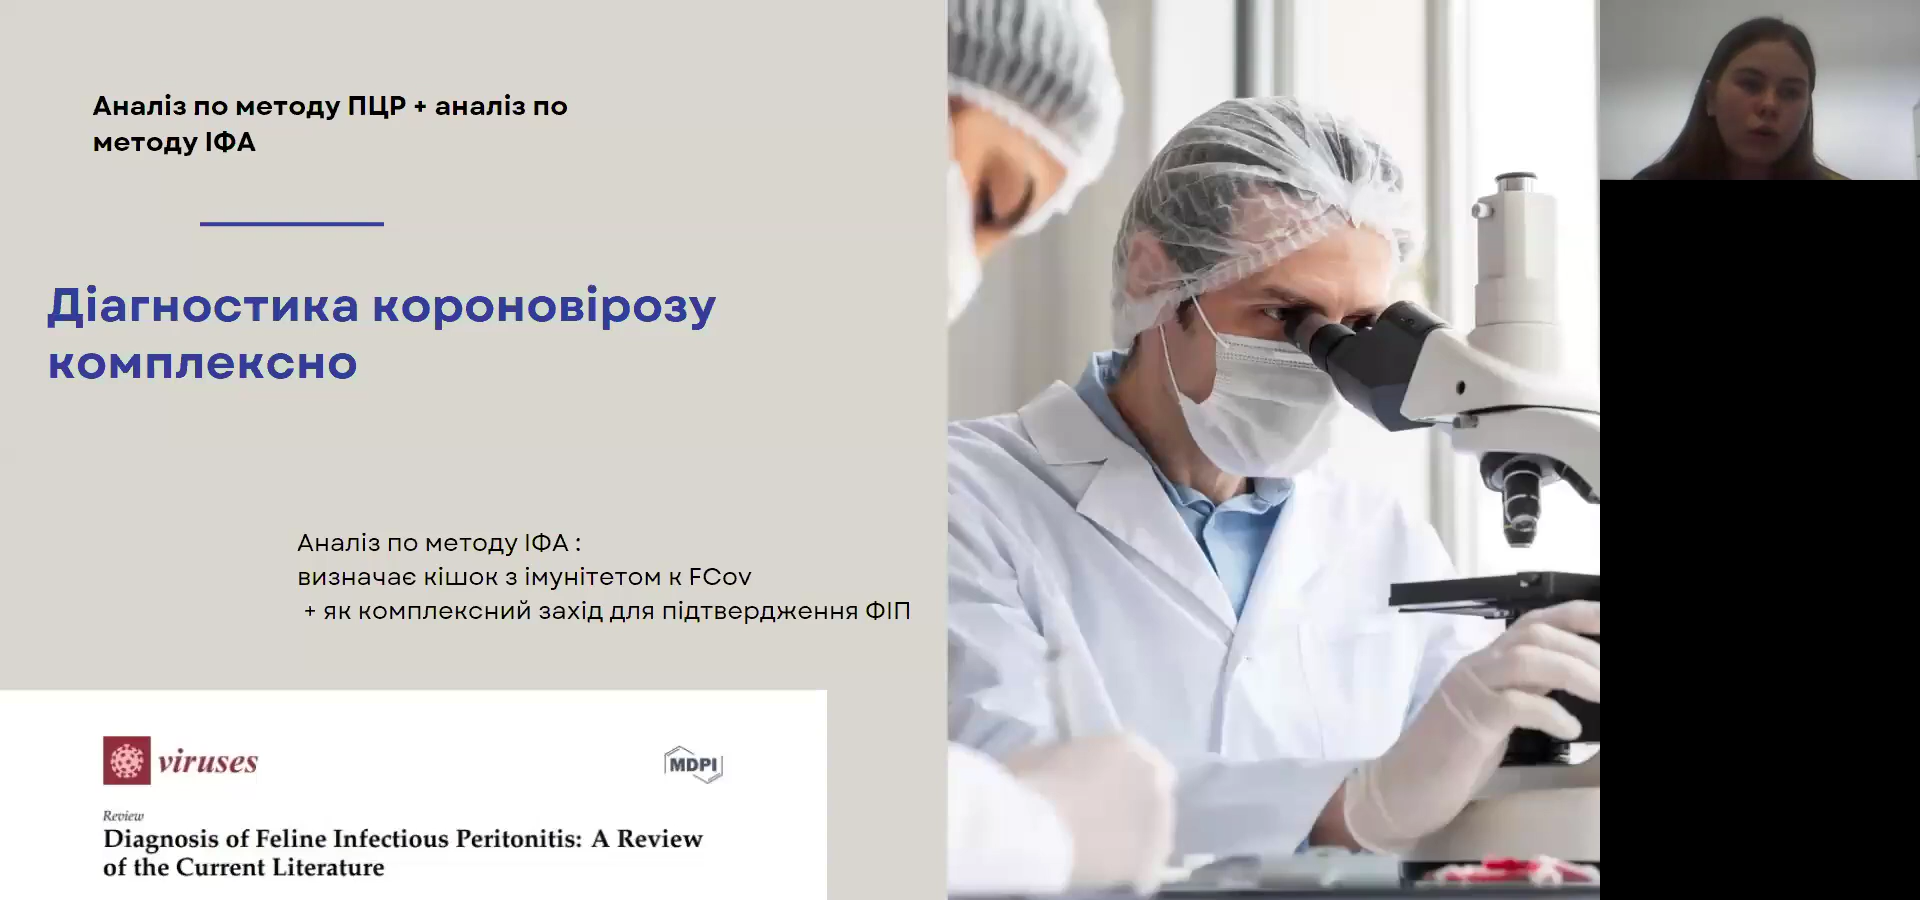 Аналіз по методу ПЦР + аналіз по
методу ІФА
Діагностика короновірозу
комплексно
Аналіз по методу ІФА :
визначає кішок з імунітетом к FCov
+ як комплексний захід для підтвердження ФІП
viruses
MDPI
Review
Diagnosis of Feline Infectious Peritonitis: A Review
of the Current Literature